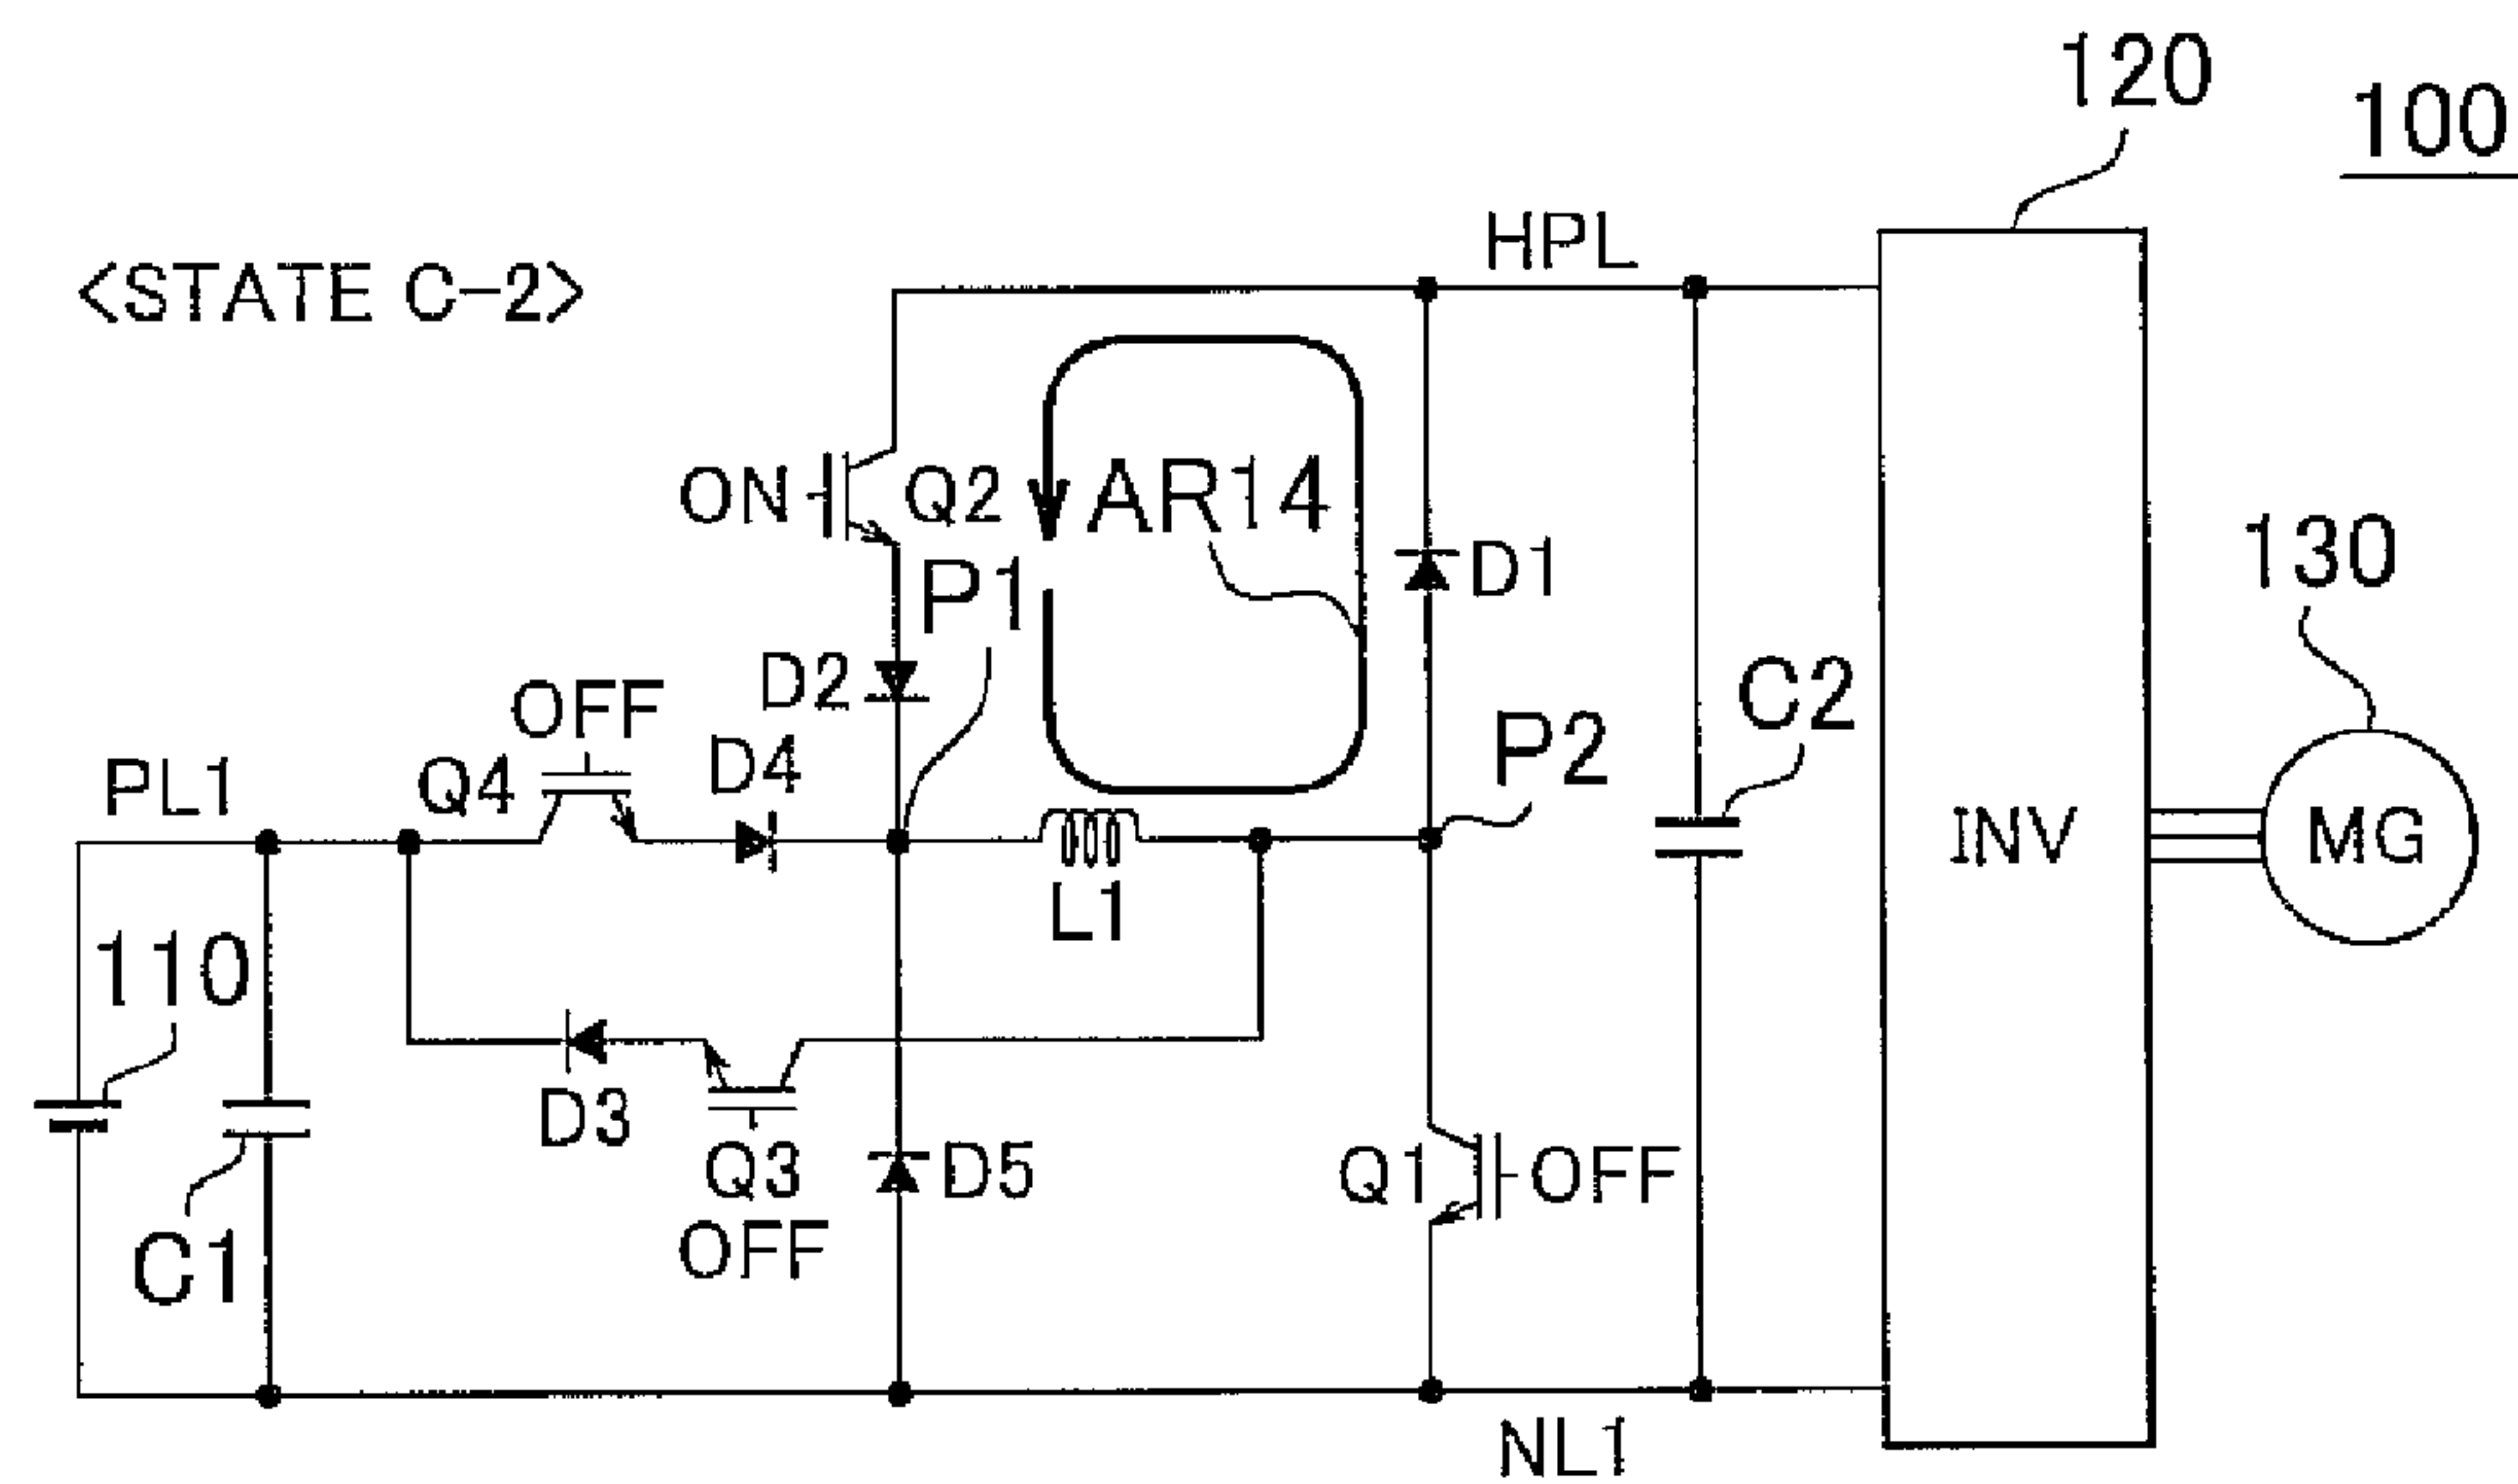 120
100
<STATE C-2>
HPL
ON
Q2
AR14
P1
D1
130
D2
OFF
C2
PL1
Q4
D4
P2
INV
MG
L1
110
D3
Q3
OFF
D5
Q1
OFF
C1
NL1